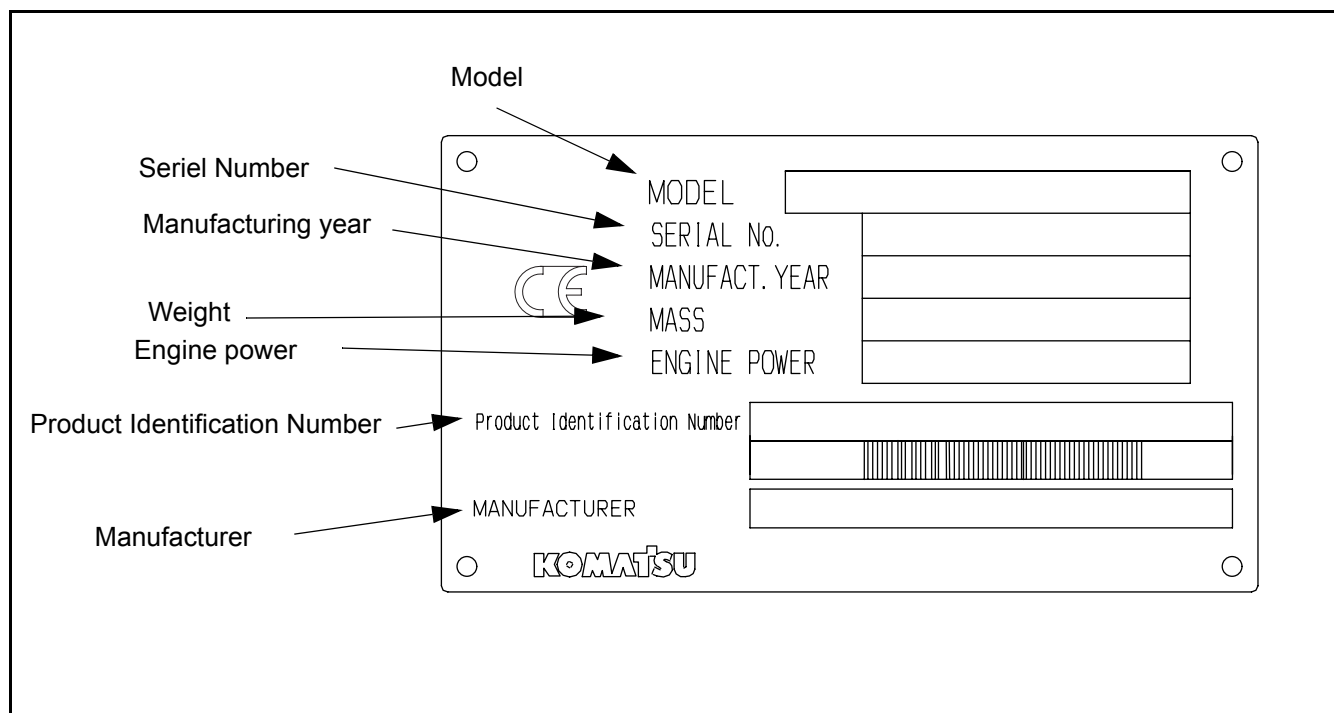 Model
Seriel Number
Manufacturing year
Weight
Engine power
Product Identification Number
Manufacturer
MODEL
SERIAL No.
MANUFACT. YEAR
CE
MASS
ENGINE POWER
Product Identification Number
MANUFACTURER
KOMATSU